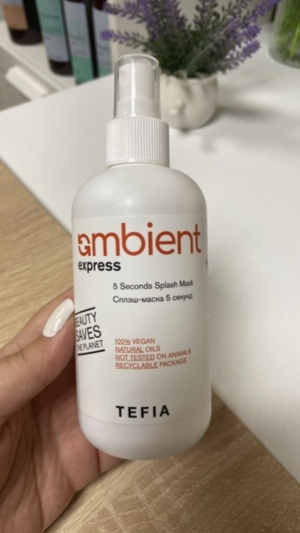 ambient
express
5 Seconds Splash Mask
Сплэш-маска 5 секунд
BEAUTY
SAVES
THE PLANET
100% VEGAN
NATURAL OILS
NOT TESTED ON ANIMALS
RECYCLABLE PACKAGE
TEFIA